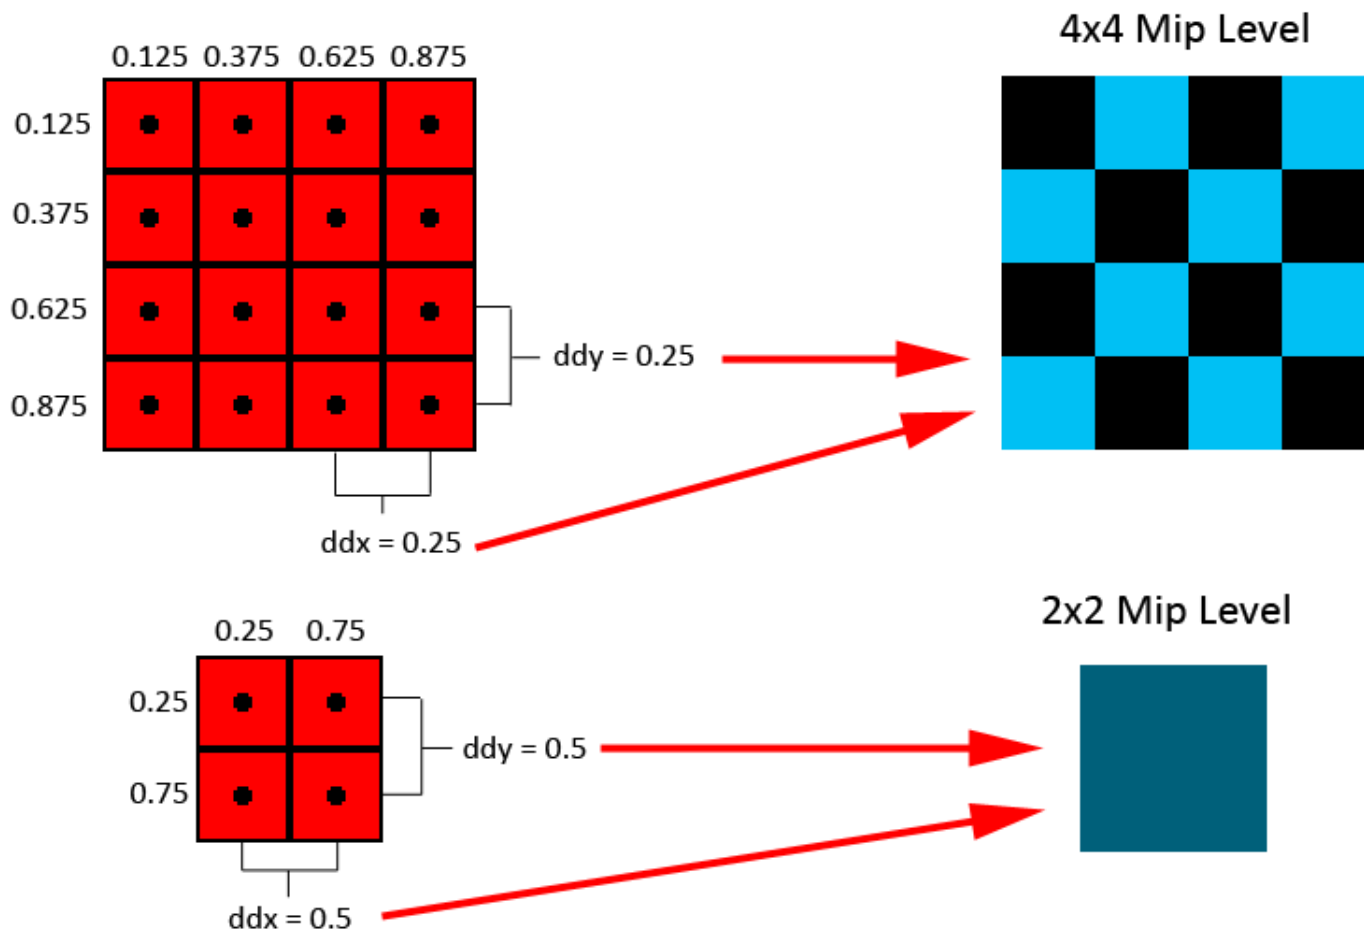 4x4 Mip Level
0.125 0.375 0.625 0.875
0.125
0.375
0.625
ddy = 0.25
0.875
ddx = 0.25
2x2 Mip Level
0.25 0.75
0.25
ddy = 0.5
0.75
ddx = 0.5